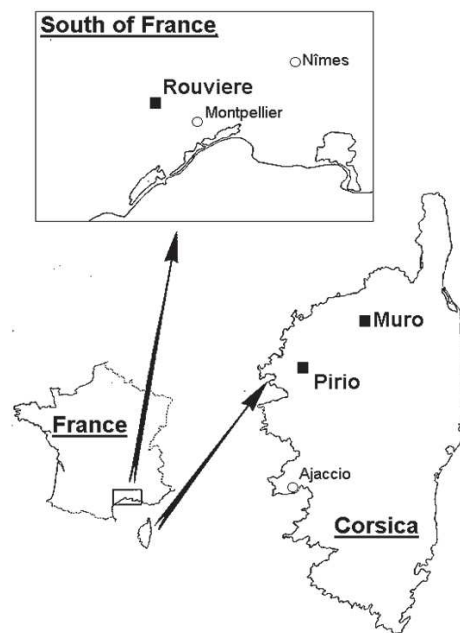 South of France
Nîmes
Rouviere
Montpellier
Muro
Pirio
France
Ajaccio
Corsica